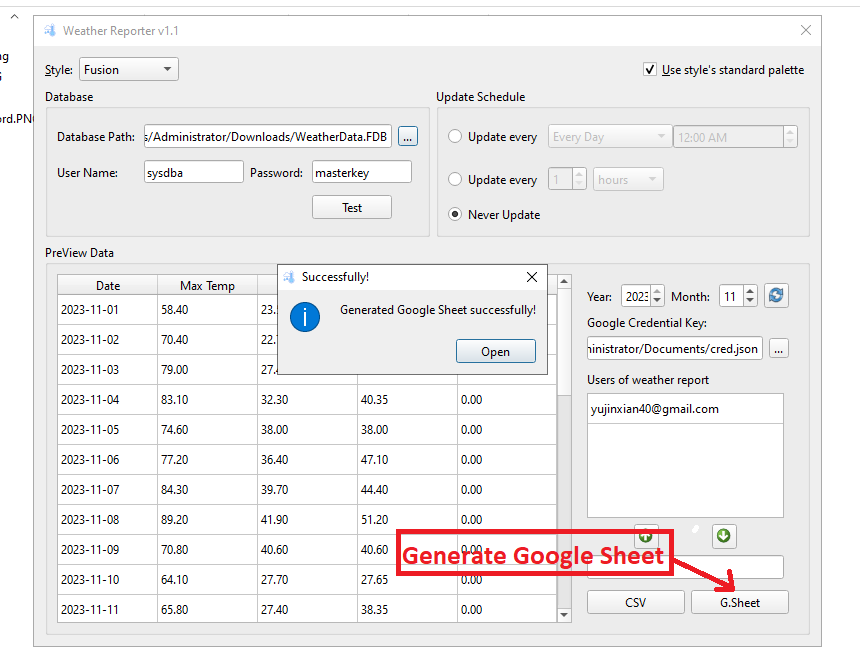 Weather Reporter v1.1
Style: Fusion
Use style's standard palette
Database
Update Schedule
Database Path: s/Administrator/Downloads/WeatherData.FDB ...
User Name: sysdba Password: masterkey
Test
Update every Every Day 12:00 AM
Update every 1 hours
Never Update
PreView Data
Date Max Temp
2023-11-01 58.40
2023-11-02 70.40
2023-11-03 79.00
2023-11-04 83.10 32.30 40.35 0.00
2023-11-05 74.60 38.00 38.00 0.00
2023-11-06 77.20 36.40 47.10 0.00
2023-11-07 84.30 39.70 44.40 0.00
2023-11-08 89.20 41.90 51.20 0.00
2023-11-09 70.80 40.60 40.60 0.00
2023-11-10 64.10 27.70 27.65 0.00
2023-11-11 65.80 27.40 38.35 0.00
Successfully!
Generated Google Sheet successfully!
Open
Year: 2023 Month: 11
Google Credential Key:
inistrator/Documents/cred.json ...
Users of weather report
yujinxian40@gmail.com
Generate Google Sheet
CSV G.Sheet